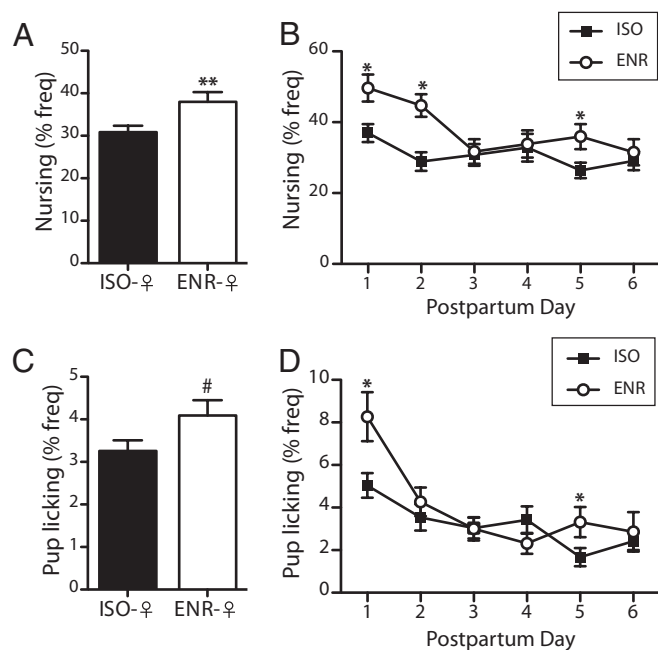 A
Nursing (% freq)
50
40
30
20
10
0
**
ISO-♀ ENR-♀
B
Nursing (% freq)
60
40
20
0
* * *
ISO
ENR
1 2 3 4 5 6
Postpartum Day
C
Pup licking (% freq)
5
4
3
2
1
0
#
ISO-♀ ENR-♀
D
Pup licking (% freq)
10
8
6
4
2
0
* *
ISO
ENR
1 2 3 4 5 6
Postpartum Day